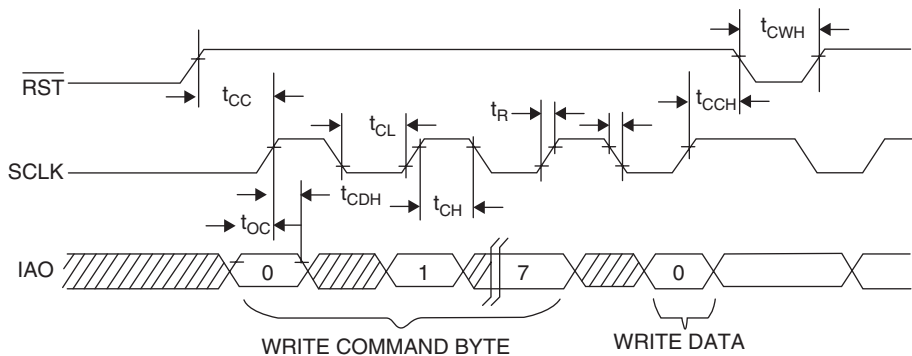 t_CWH
R̅S̅T̅
t_CC
t_CL
t_R
t_CCH
SCLK
t_CDH
t_CH
t_OC
IAO
0 1 7 0
WRITE COMMAND BYTE
WRITE DATA